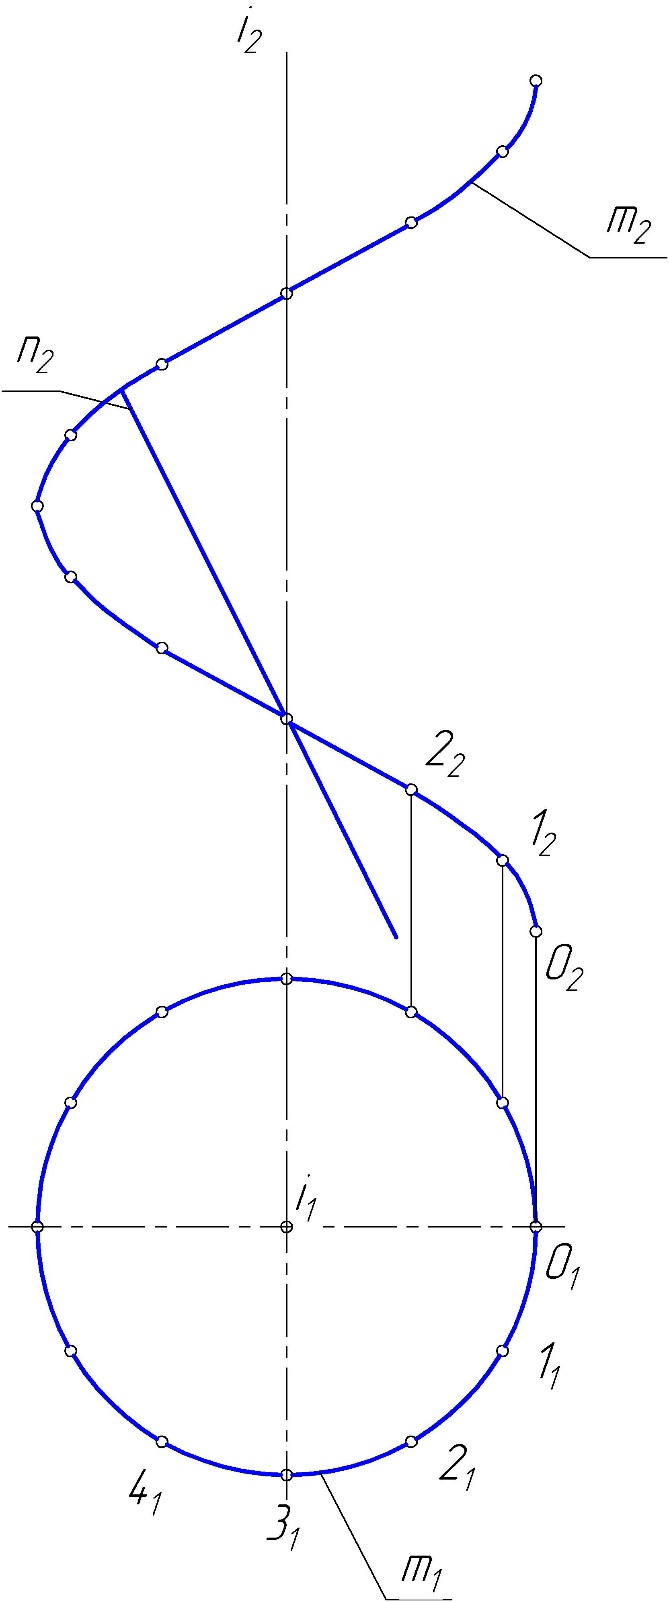 i₂
m₂
n₂
2₂
1₂
0₂
i₁
0₁
1₁
2₁
4₁
3₁
m₁